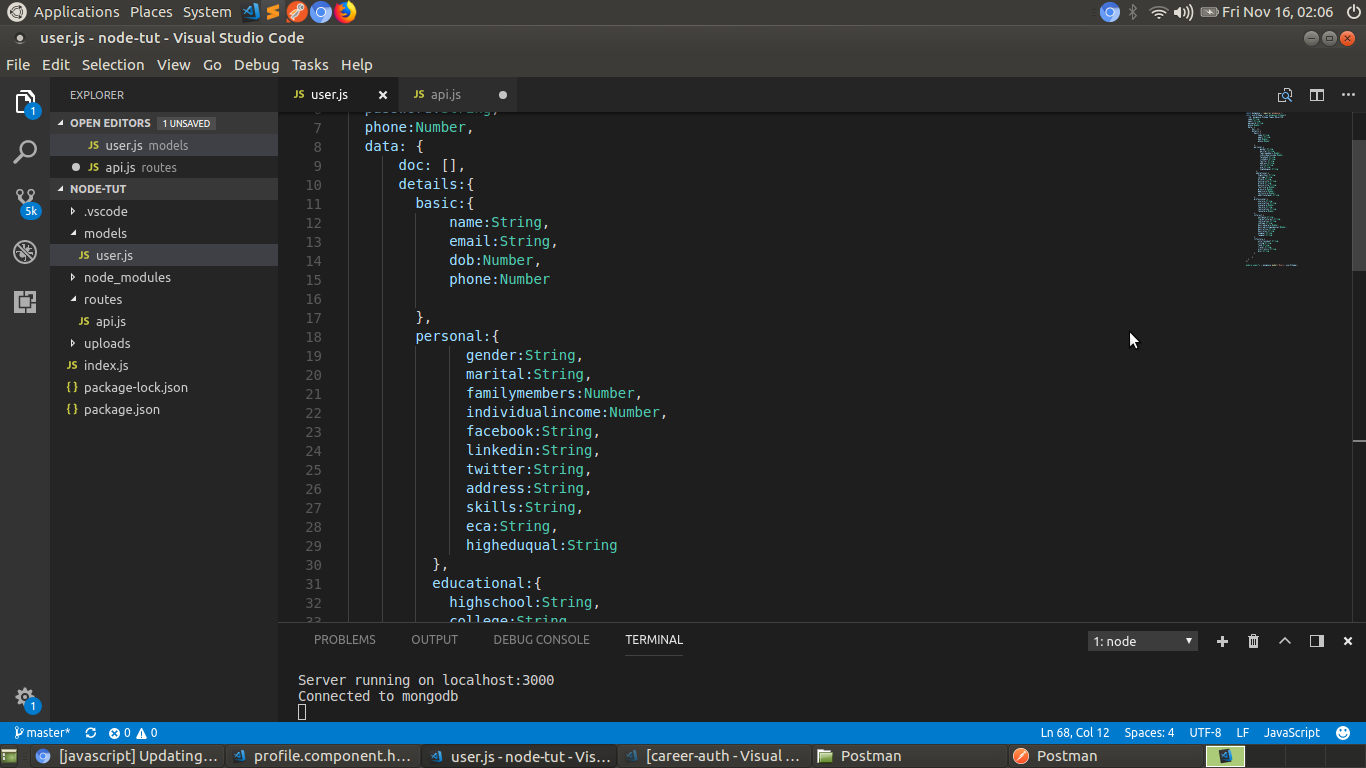 Applications Places System Fri Nov 16, 02:06
user.js - node-tut - Visual Studio Code
File Edit Selection View Go Debug Tasks Help
EXPLORER
OPEN EDITORS 1 UNSAVED
JS user.js models
JS api.js routes
NODE-TUT
.vscode
models
JS user.js
node_modules
routes
JS api.js
uploads
JS index.js
{ } package-lock.json
{ } package.json
1
5k
1
JS user.js JS api.js
7 phone:Number,
8 data: {
9 doc: [],
10 details:{
11 basic:{
12 name:String,
13 email:String,
14 dob:Number,
15 phone:Number
16
17 },
18 personal:{
19 gender:String,
20 marital:String,
21 familymembers:Number,
22 individualincome:Number,
23 facebook:String,
24 linkedin:String,
25 twitter:String,
26 address:String,
27 skills:String,
28 eca:String,
29 higheduqual:String
30 },
31 educational:{
32 highschool:String,
33 college:String
PROBLEMS OUTPUT DEBUG CONSOLE TERMINAL 1: node
Server running on localhost:3000
Connected to mongodb
master* 0 0 Ln 68, Col 12 Spaces: 4 UTF-8 LF JavaScript
[javascript] Updating... profile.component.h... user.js - node-tut - Vis... [career-auth - Visual ... Postman Postman